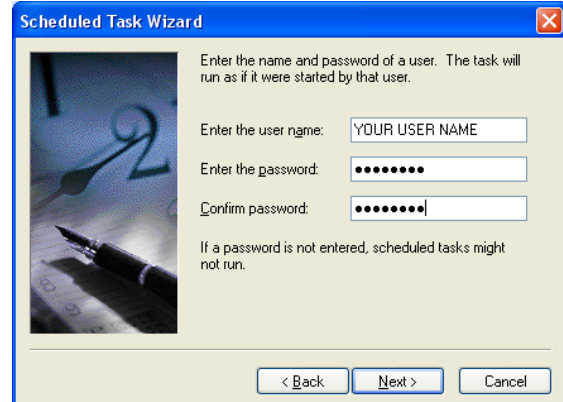 Scheduled Task Wizard
Enter the name and password of a user. The task will
run as if it were started by that user.
Enter the user name: YOUR USER NAME
Enter the password: ●●●●●●●●
Confirm password: ●●●●●●●●
If a password is not entered, scheduled tasks might
not run.
< Back Next > Cancel